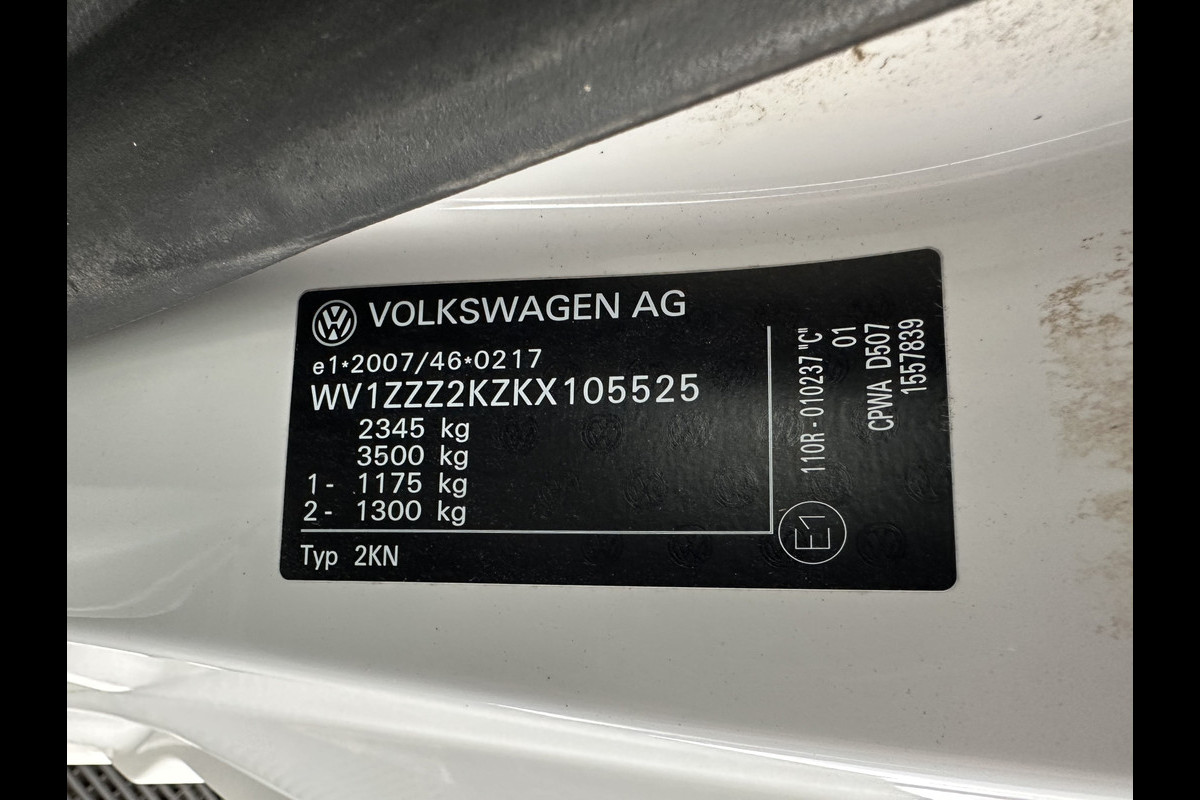 VOLKSWAGEN AG
e1*2007/46*0217
WV1ZZZ2KZKX105525
2345 kg
3500 kg
1- 1175 kg
2- 1300 kg
Typ 2KN
E1
110R-010237"C"
01
CPWA D507
1557839